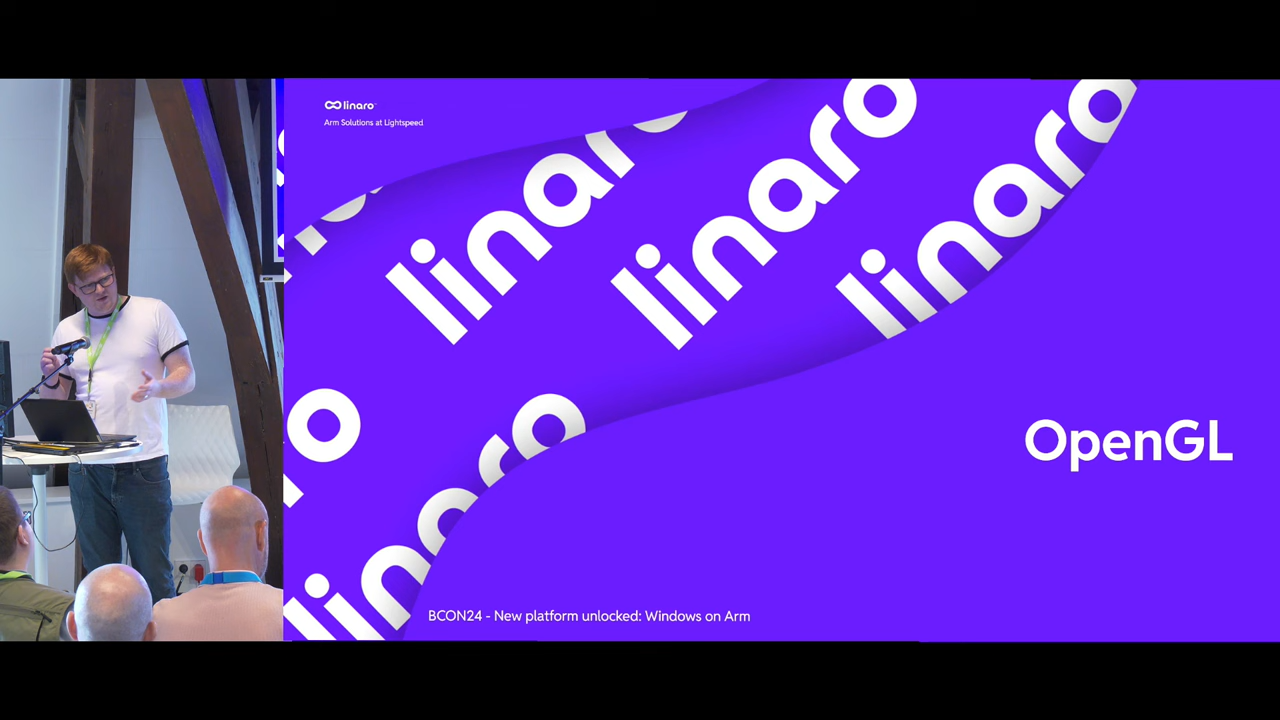 linaro
Arm Solutions at Lightspeed
linaro
linaro
linaro
linaro
OpenGL
BCON24 - New platform unlocked: Windows on Arm